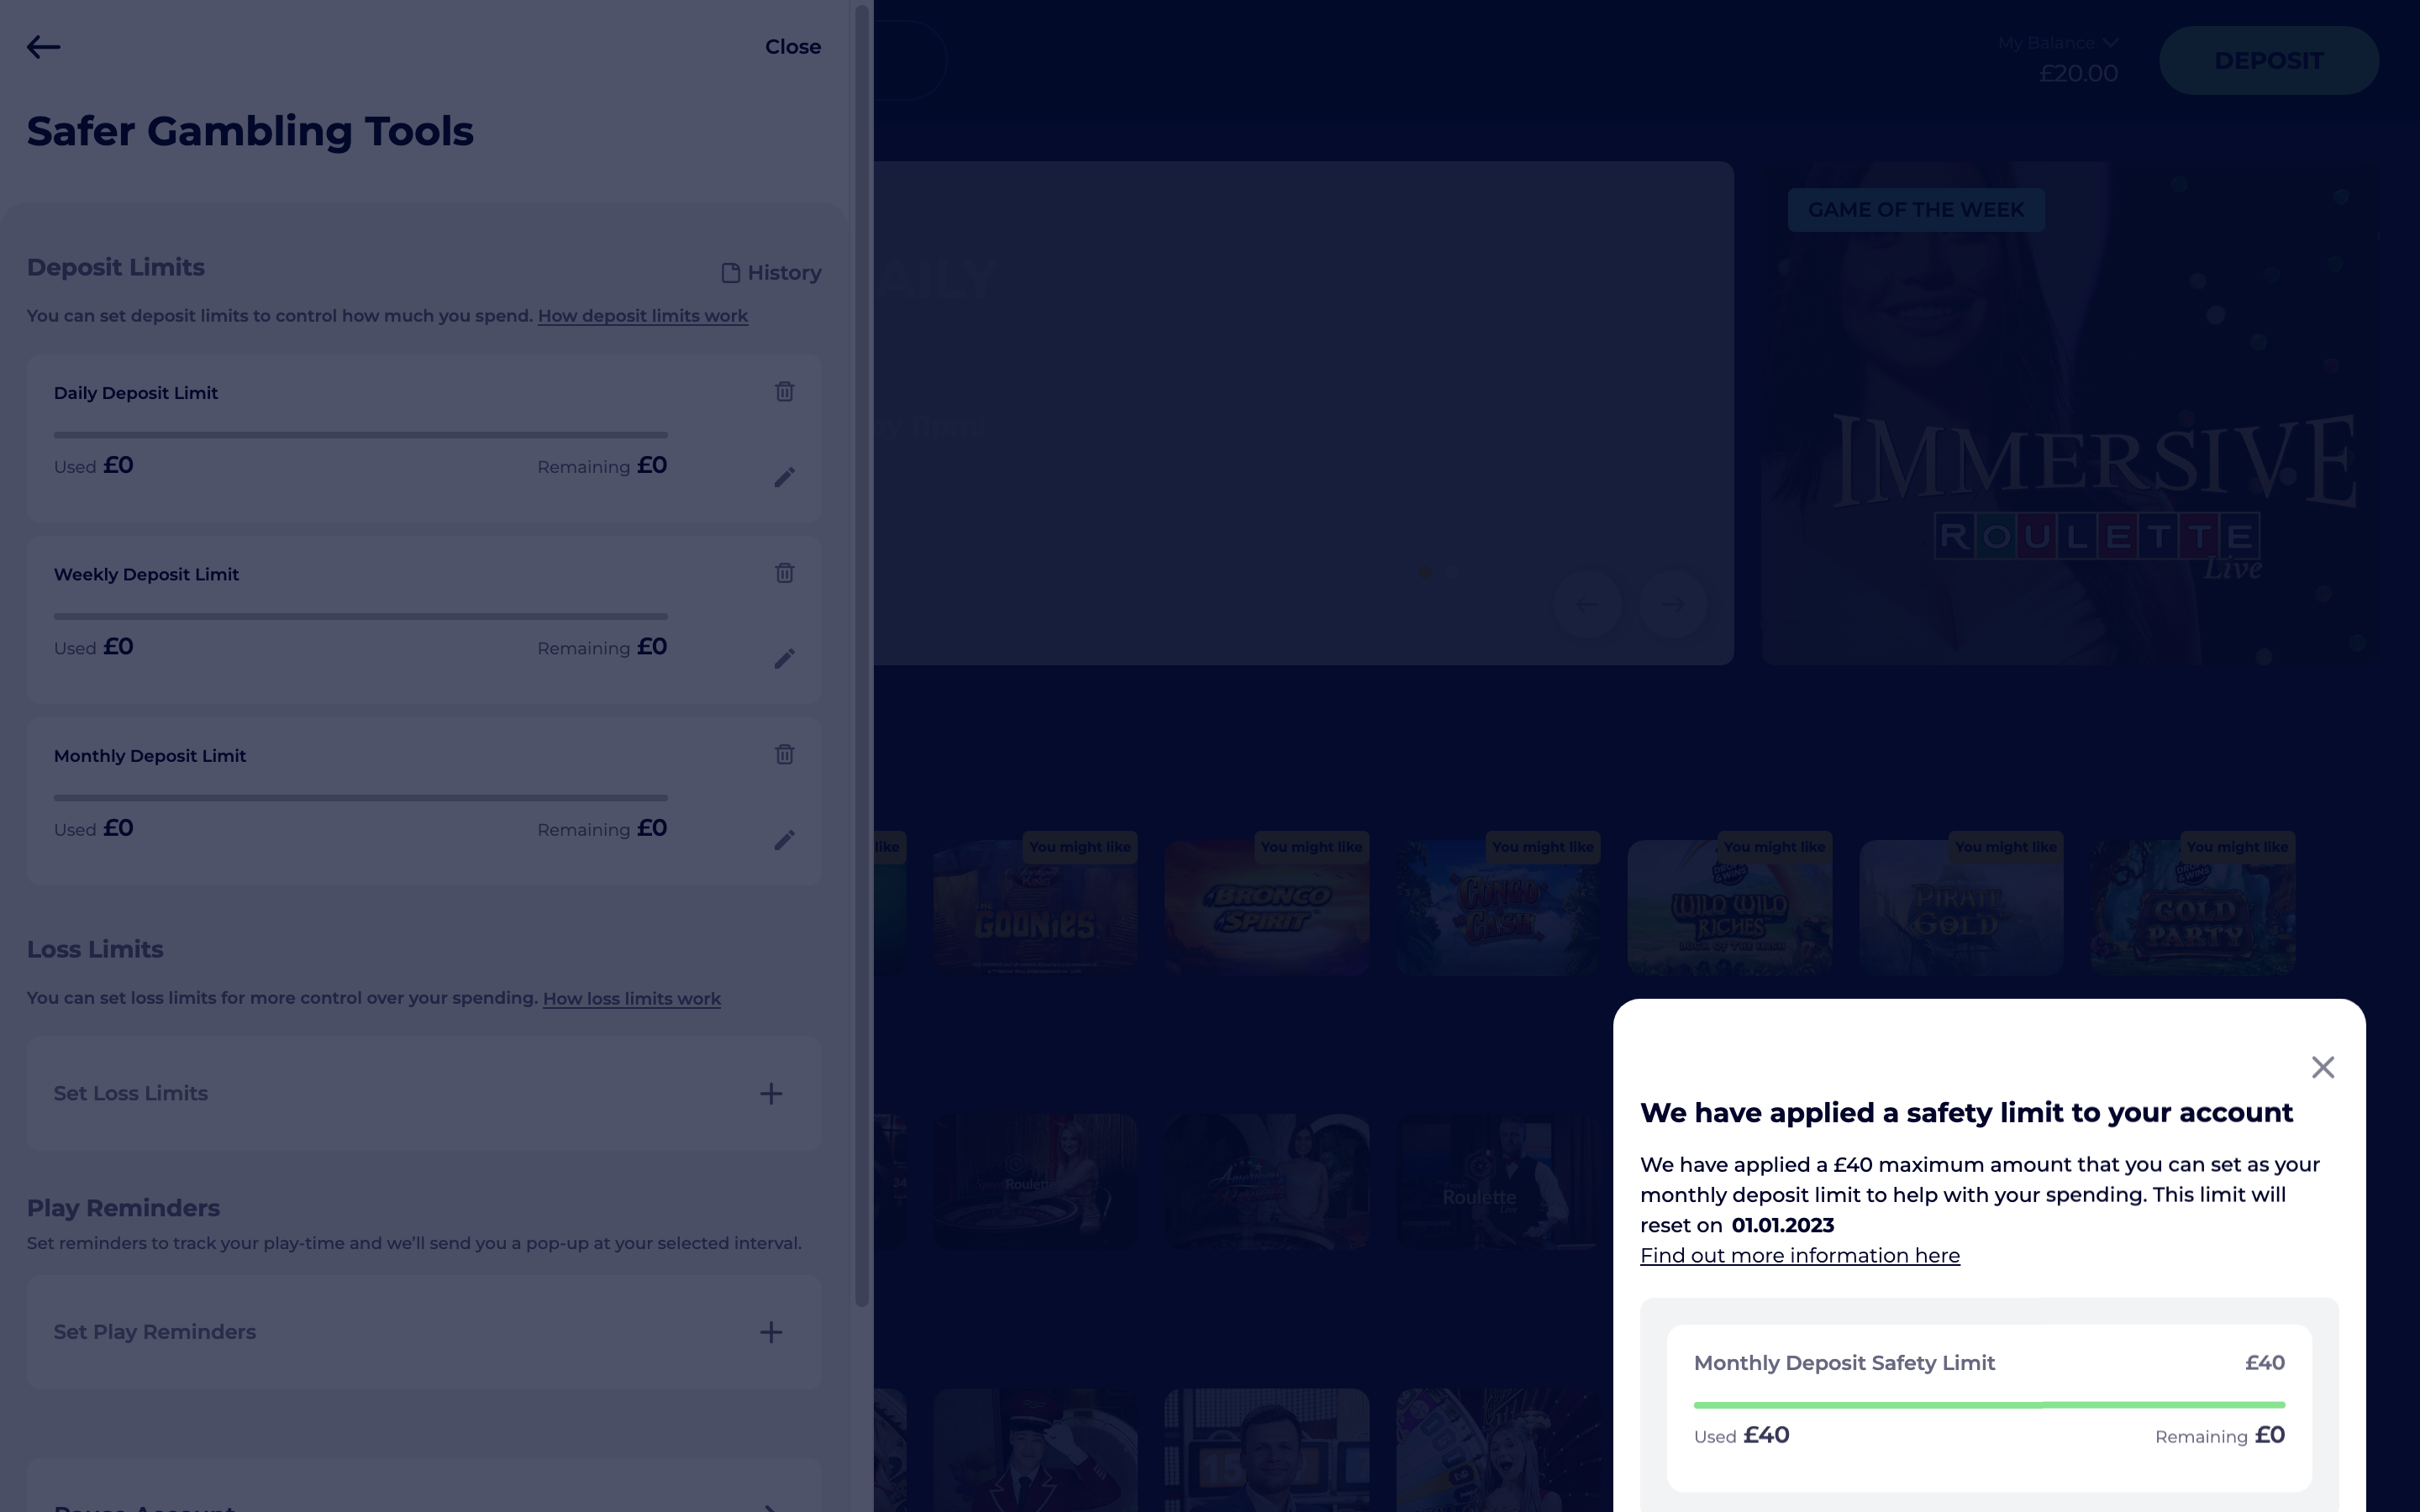 Close
Safer Gambling Tools
Deposit Limits
History
You can set deposit limits to control how much you spend. How deposit limits work
Daily Deposit Limit
Used £0
Remaining £0
Weekly Deposit Limit
Used £0
Remaining £0
Monthly Deposit Limit
Used £0
Remaining £0
Loss Limits
You can set loss limits for more control over your spending. How loss limits work
Set Loss Limits
Play Reminders
Set reminders to track your play-time and we'll send you a pop-up at your selected interval.
Set Play Reminders
My Balance
£20.00
DEPOSIT
GAME OF THE WEEK
IMMERSIVE
ROULETTE
Live
like
You might like
You might like
You might like
You might like
You might like
You might like
THE
GOONIES
BRONCO
SPIRIT
CONGO
CASH
WILD WILD
RICHES
PIRATE
GOLD
GOLD
PARTY
Roulette
Roulette
We have applied a safety limit to your account
We have applied a £40 maximum amount that you can set as your
monthly deposit limit to help with your spending. This limit will
reset on 01.01.2023
Find out more information here
Monthly Deposit Safety Limit
£40
Used £40
Remaining £0